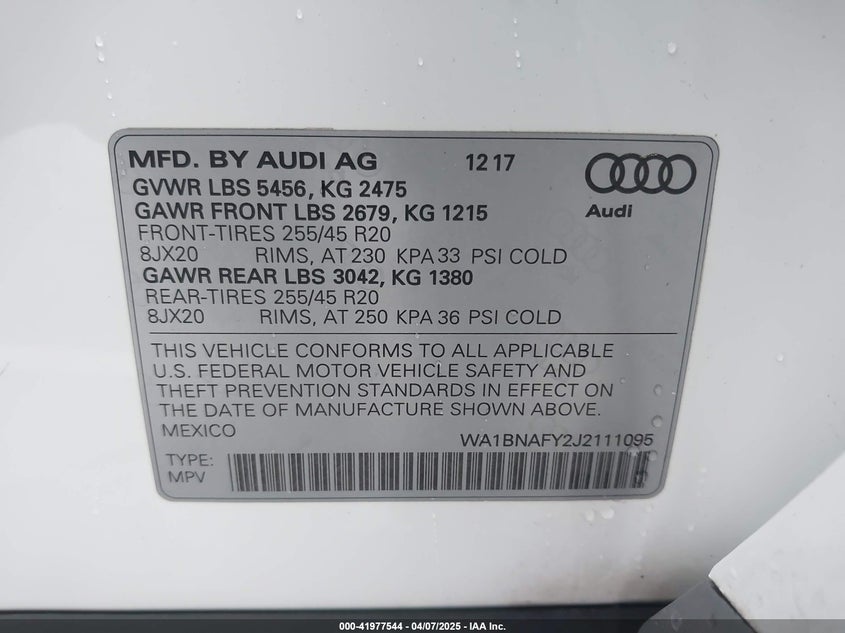 MFD. BY AUDI AG 12 17
GVWR LBS 5456, KG 2475
GAWR FRONT LBS 2679, KG 1215
FRONT-TIRES 255/45 R20
8JX20 RIMS, AT 230 KPA 33 PSI COLD
GAWR REAR LBS 3042, KG 1380
REAR-TIRES 255/45 R20
8JX20 RIMS, AT 250 KPA 36 PSI COLD
Audi
THIS VEHICLE CONFORMS TO ALL APPLICABLE
U.S. FEDERAL MOTOR VEHICLE SAFETY AND
THEFT PREVENTION STANDARDS IN EFFECT ON
THE DATE OF MANUFACTURE SHOWN ABOVE.
MEXICO WA1BNAFY2J2111095
TYPE:
MPV
000-41977544 - 04/07/2025 - IAA Inc.